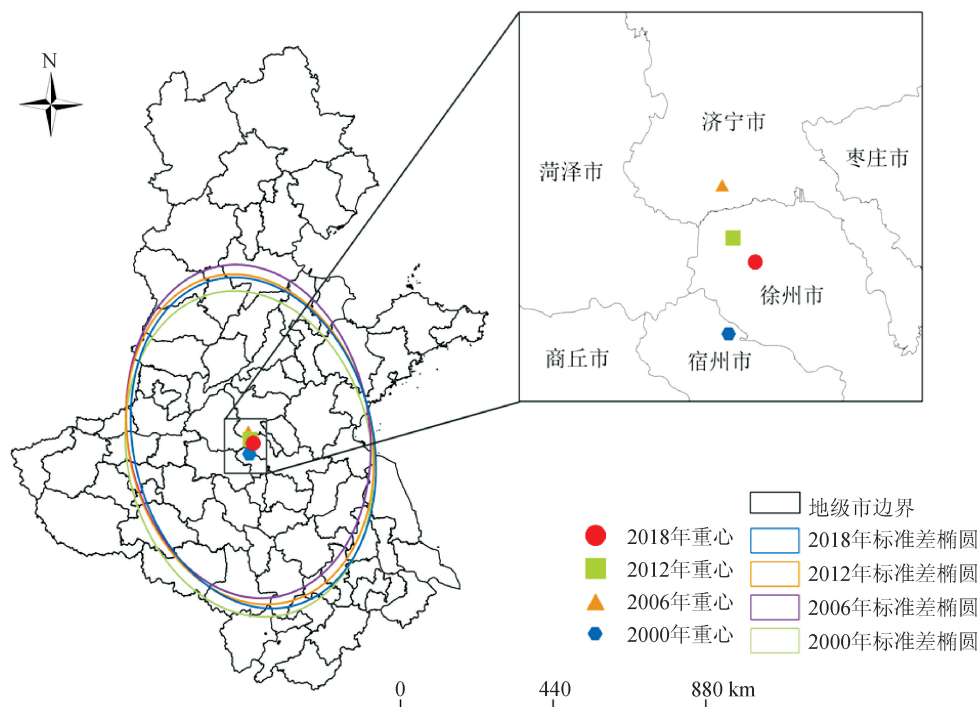 N
济宁市
菏泽市
枣庄市
徐州市
商丘市
宿州市
地级市边界
2018年重心
2018年标准差椭圆
2012年重心
2012年标准差椭圆
2006年重心
2006年标准差椭圆
2000年重心
2000年标准差椭圆
0
440
880 km